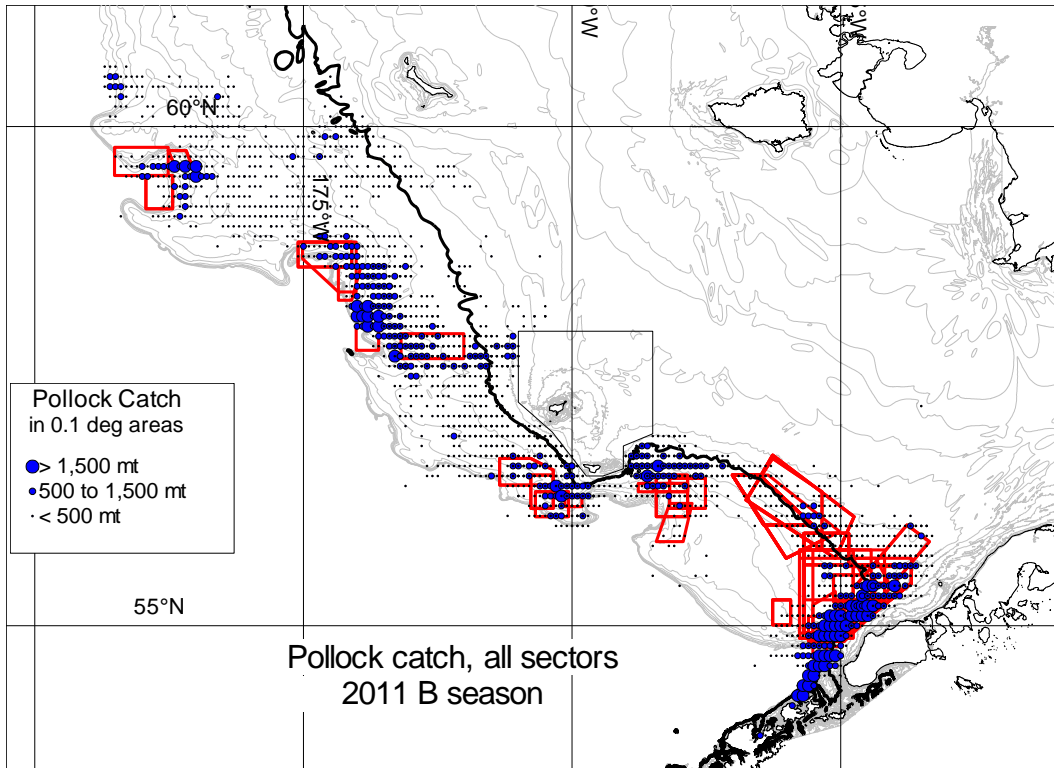 °W
°W
60°N
175°W
Pollock Catch
in 0.1 deg areas
> 1,500 mt
500 to 1,500 mt
< 500 mt
55°N
Pollock catch, all sectors
2011 B season